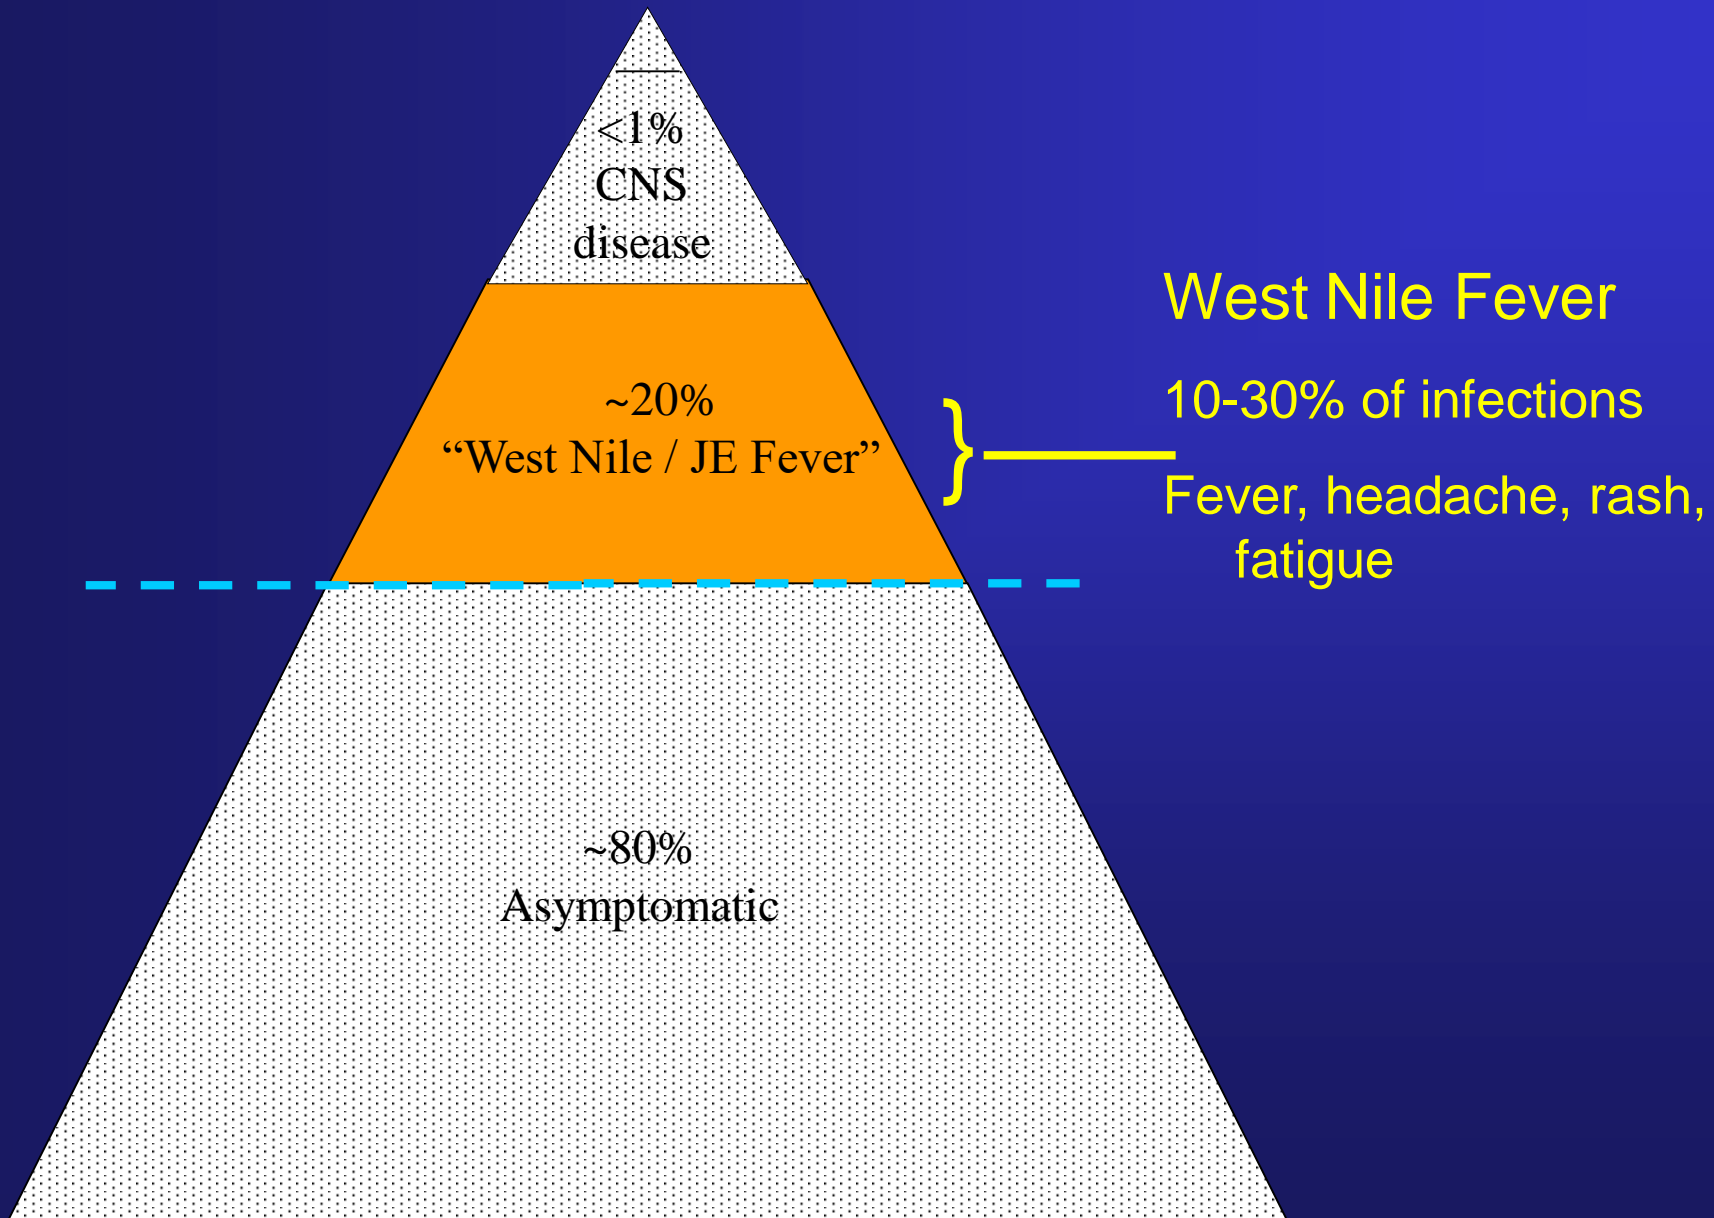 <1%
CNS
disease
~20%
“West Nile / JE Fever”
West Nile Fever
10-30% of infections
Fever, headache, rash,
fatigue
~80%
Asymptomatic